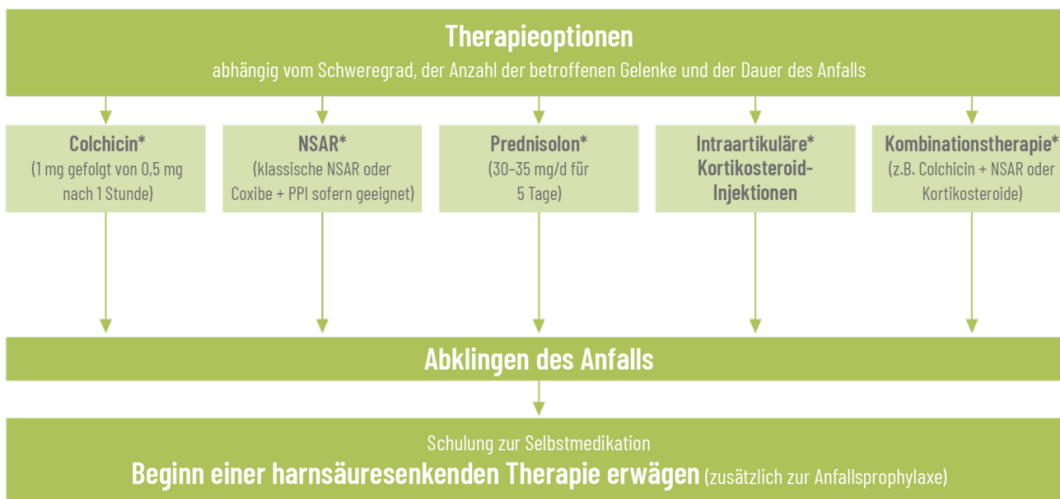 Therapieoptionen
abhängig vom Schweregrad, der Anzahl der betroffenen Gelenke und der Dauer des Anfalls
Colchicin*
(1 mg gefolgt von 0,5 mg
nach 1 Stunde)
NSAR*
(klassische NSAR oder
Coxibe + PPI sofern geeignet)
Prednisolon*
(30–35 mg/d für
5 Tage)
Intraartikuläre*
Kortikosteroid-
Injektionen
Kombinationstherapie*
(z.B. Colchicin + NSAR oder
Kortikosteroide)
Abklingen des Anfalls
Schulung zur Selbstmedikation
Beginn einer harnsäuresenkenden Therapie erwägen (zusätzlich zur Anfallsprophylaxe)